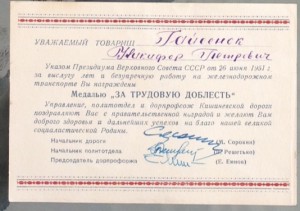 УВАЖАЕМЫЙ ТОВАРИЩ
Никифор Петрович
Указом Президиума Верховного Совета СССР от 26 июня 1951 г.
за выслугу лет и безупречную работу на железнодорожном
транспорте Вы награждены
Медалью „ЗА ТРУДОВУЮ ДОБЛЕСТЬ"
Управление, политотдел и дорпрофсож Кишиневской дороги
поздравляют Вас с правительственной наградой и желают Вам
доброго здоровья и дальнейших успехов на благо нашей великой
социалистической Родины.
Начальник дороги
Начальник политотдела
Председатель дорпрофсожа